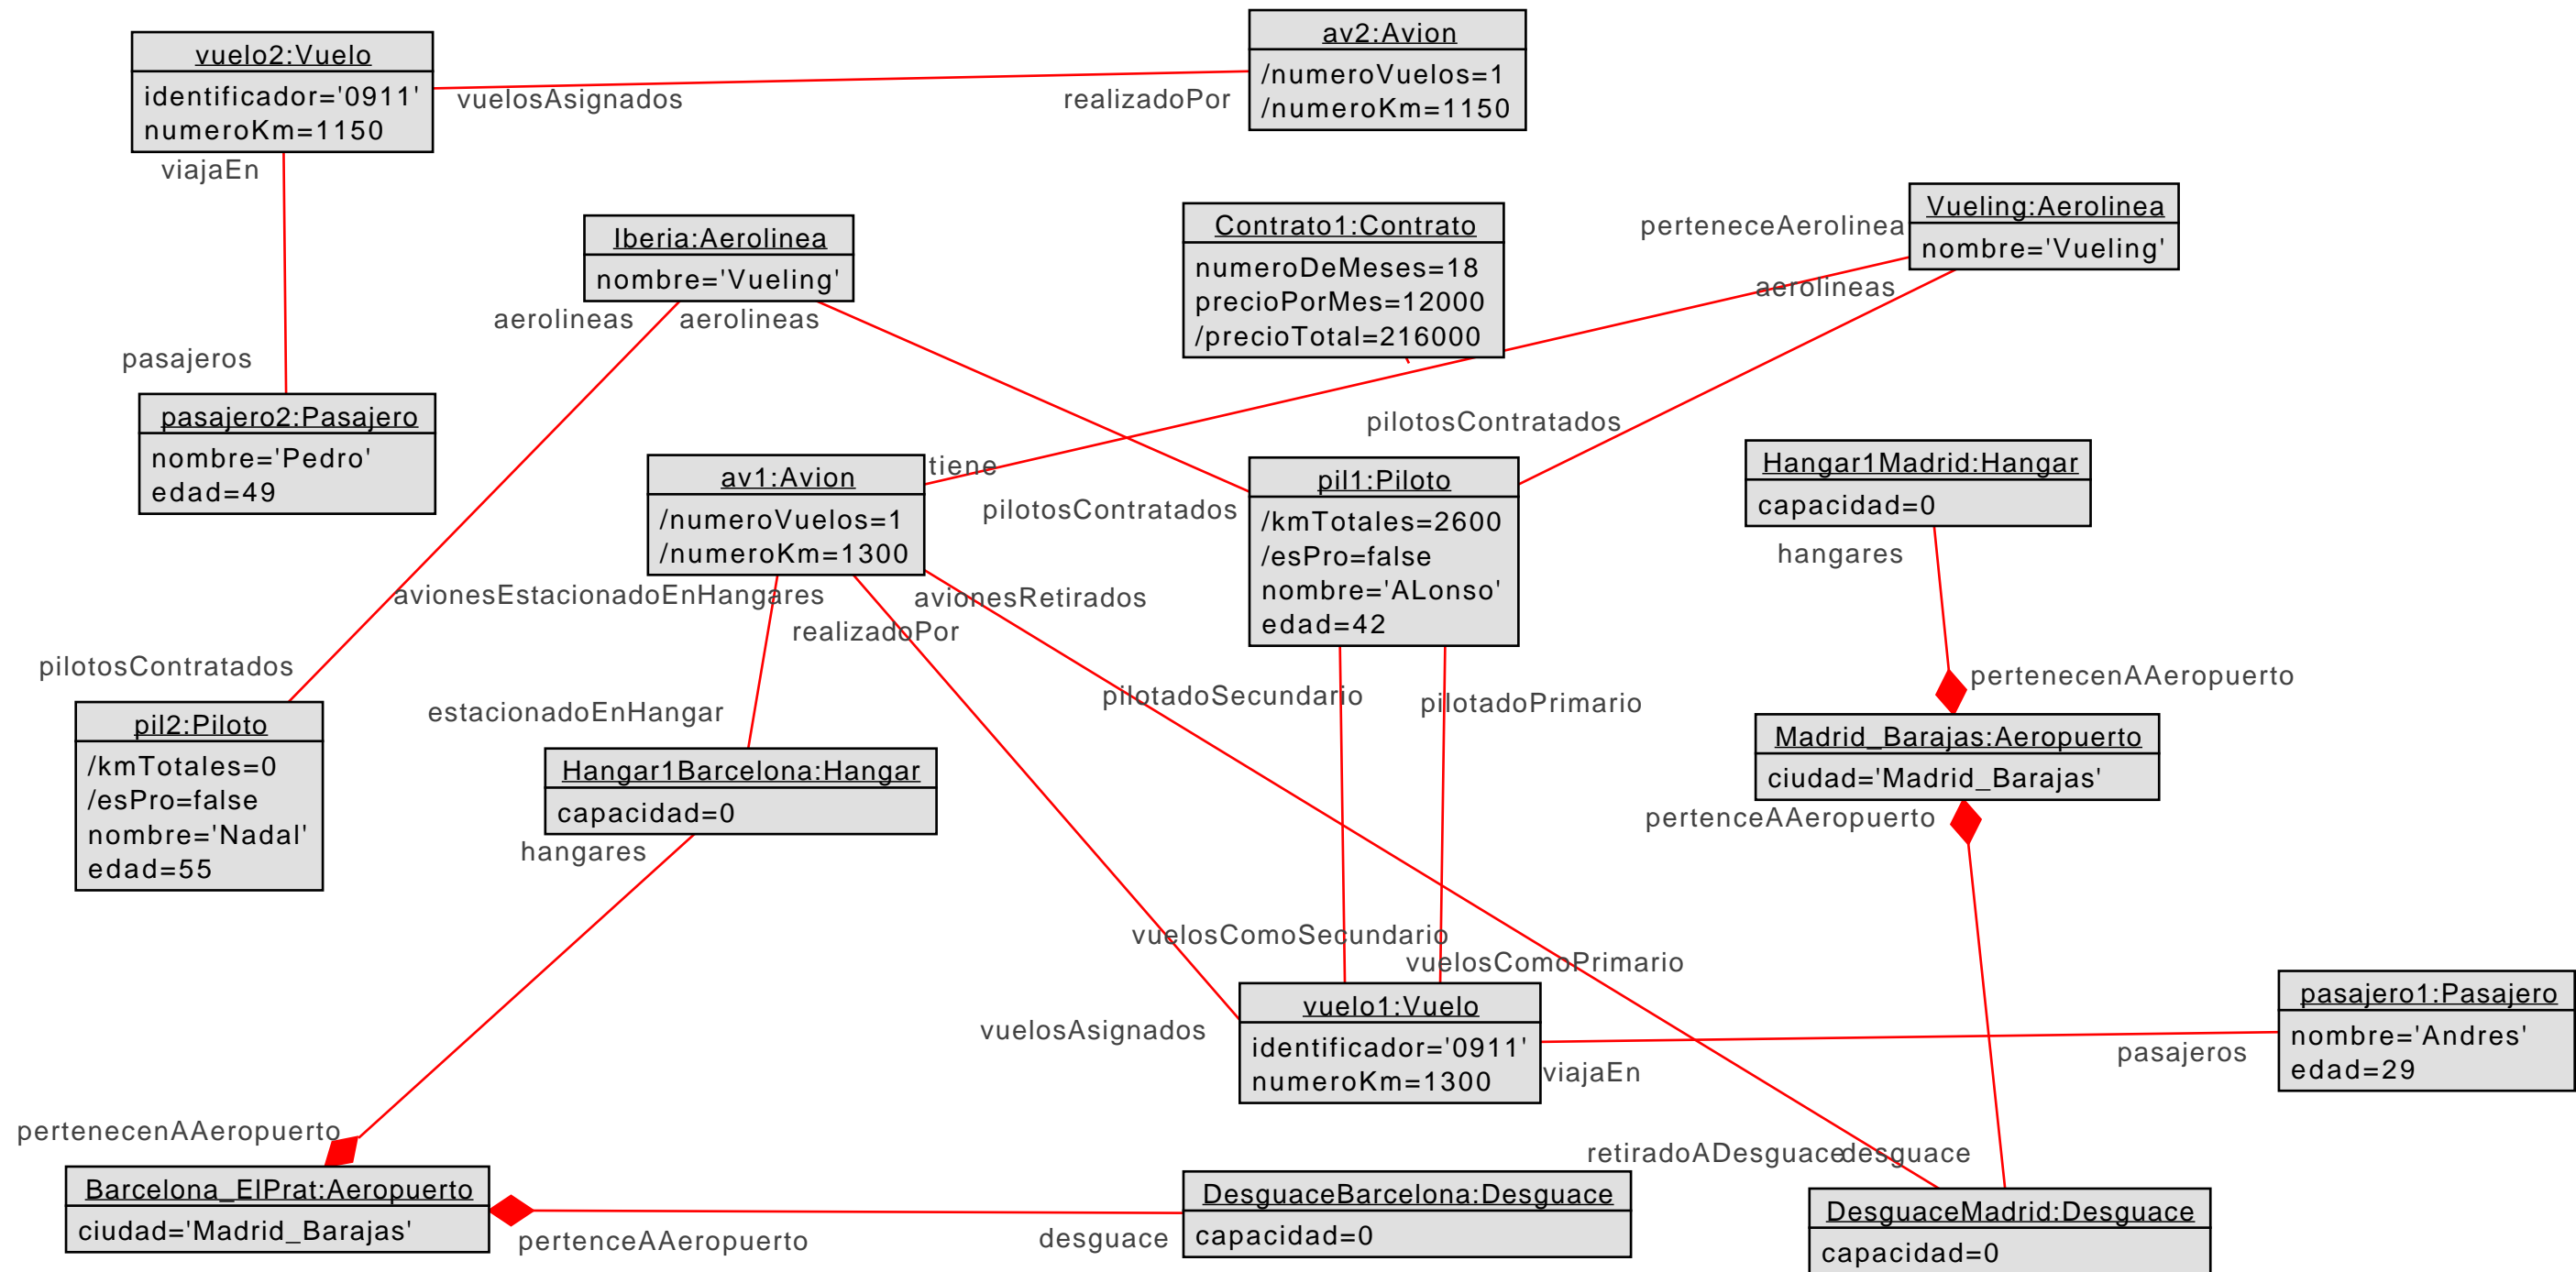 vuelo2:Vuelo
identificador='0911'
numeroKm=1150
vuelosAsignados
realizadoPor
av2:Avion
/numeroVuelos=1
/numeroKm=1150
viajaEn
pasajeros
pasajero2:Pasajero
nombre='Pedro'
edad=49
Iberia:Aerolinea
nombre='Vueling'
aerolineas
aerolineas
Contrato1:Contrato
numeroDeMeses=18
precioPorMes=12000
/precioTotal=216000
perteneceAerolinea
Vueling:Aerolinea
nombre='Vueling'
aerolineas
pilotosContratados
av1:Avion
/numeroVuelos=1
/numeroKm=1300
tiene
pilotosContratados
pil1:Piloto
/kmTotales=2600
/esPro=false
nombre='ALonso'
edad=42
Hangar1Madrid:Hangar
capacidad=0
hangares
avionesEstacionadoEnHangares
realizadoPor
avionesRetirados
pilotosContratados
pil2:Piloto
/kmTotales=0
/esPro=false
nombre='Nadal'
edad=55
estacionadoEnHangar
Hangar1Barcelona:Hangar
capacidad=0
hangares
pilotadoSecundario
pilotadoPrimario
pertenecenAAeropuerto
Madrid_Barajas:Aeropuerto
ciudad='Madrid_Barajas'
pertenceAAeropuerto
vuelosComoSecundario
vuelosComoPrimario
vuelosAsignados
vuelo1:Vuelo
identificador='0911'
numeroKm=1300
viajaEn
pasajeros
pasajero1:Pasajero
nombre='Andres'
edad=29
pertenecenAAeropuerto
Barcelona_ElPrat:Aeropuerto
ciudad='Madrid_Barajas'
pertenceAAeropuerto
desguace
DesguaceBarcelona:Desguace
capacidad=0
retiradoADesguace
desguace
DesguaceMadrid:Desguace
capacidad=0